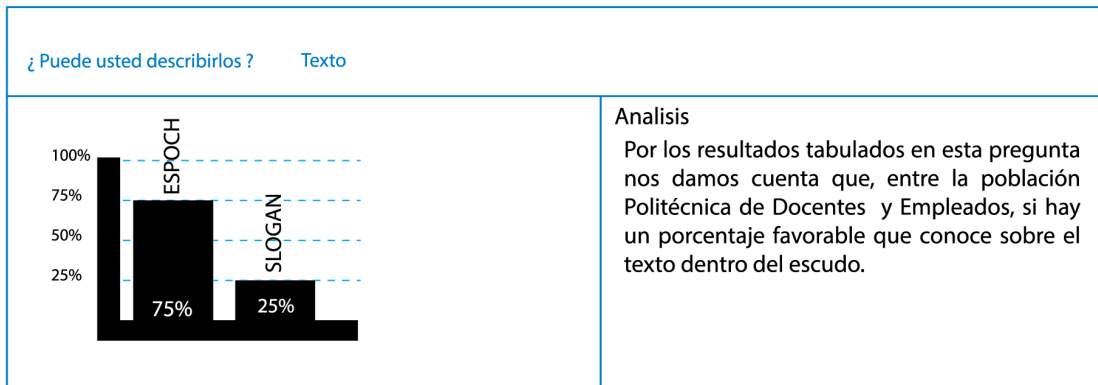 ¿ Puede usted describirlos ? Texto
100%
75%
50%
25%
ESPOCH
SLOGAN
75%
25%
Analisis
Por los resultados tabulados en esta pregunta
nos damos cuenta que, entre la población
Politécnica de Docentes y Empleados, si hay
un porcentaje favorable que conoce sobre el
texto dentro del escudo.